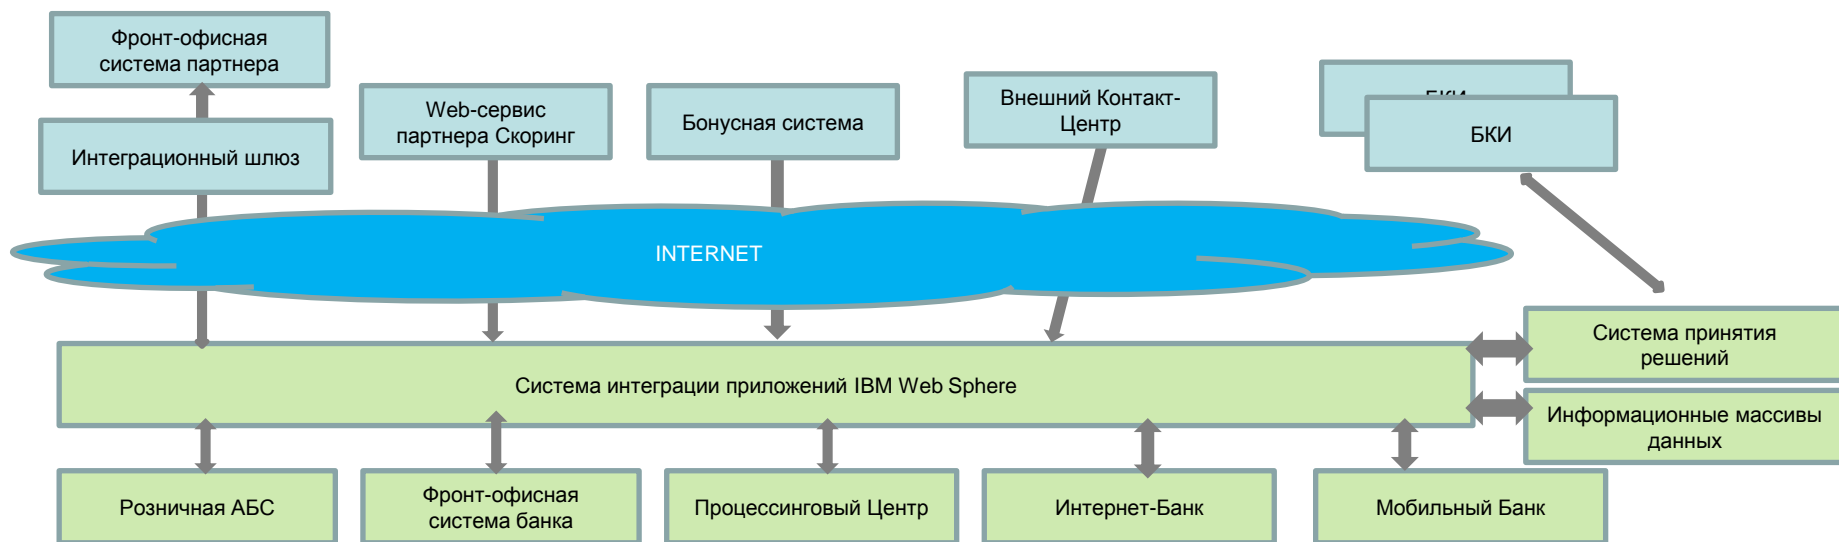 Фронт-офисная
система партнера
Интеграционный шлюз
Web-сервис
партнера Скоринг
Бонусная система
Внешний Контакт-
Центр
БКИ
БКИ
INTERNET
Система интеграции приложений IBM Web Sphere
Система принятия
решений
Информационные массивы
данных
Розничная АБС
Фронт-офисная
система банка
Процессинговый Центр
Интернет-Банк
Мобильный Банк